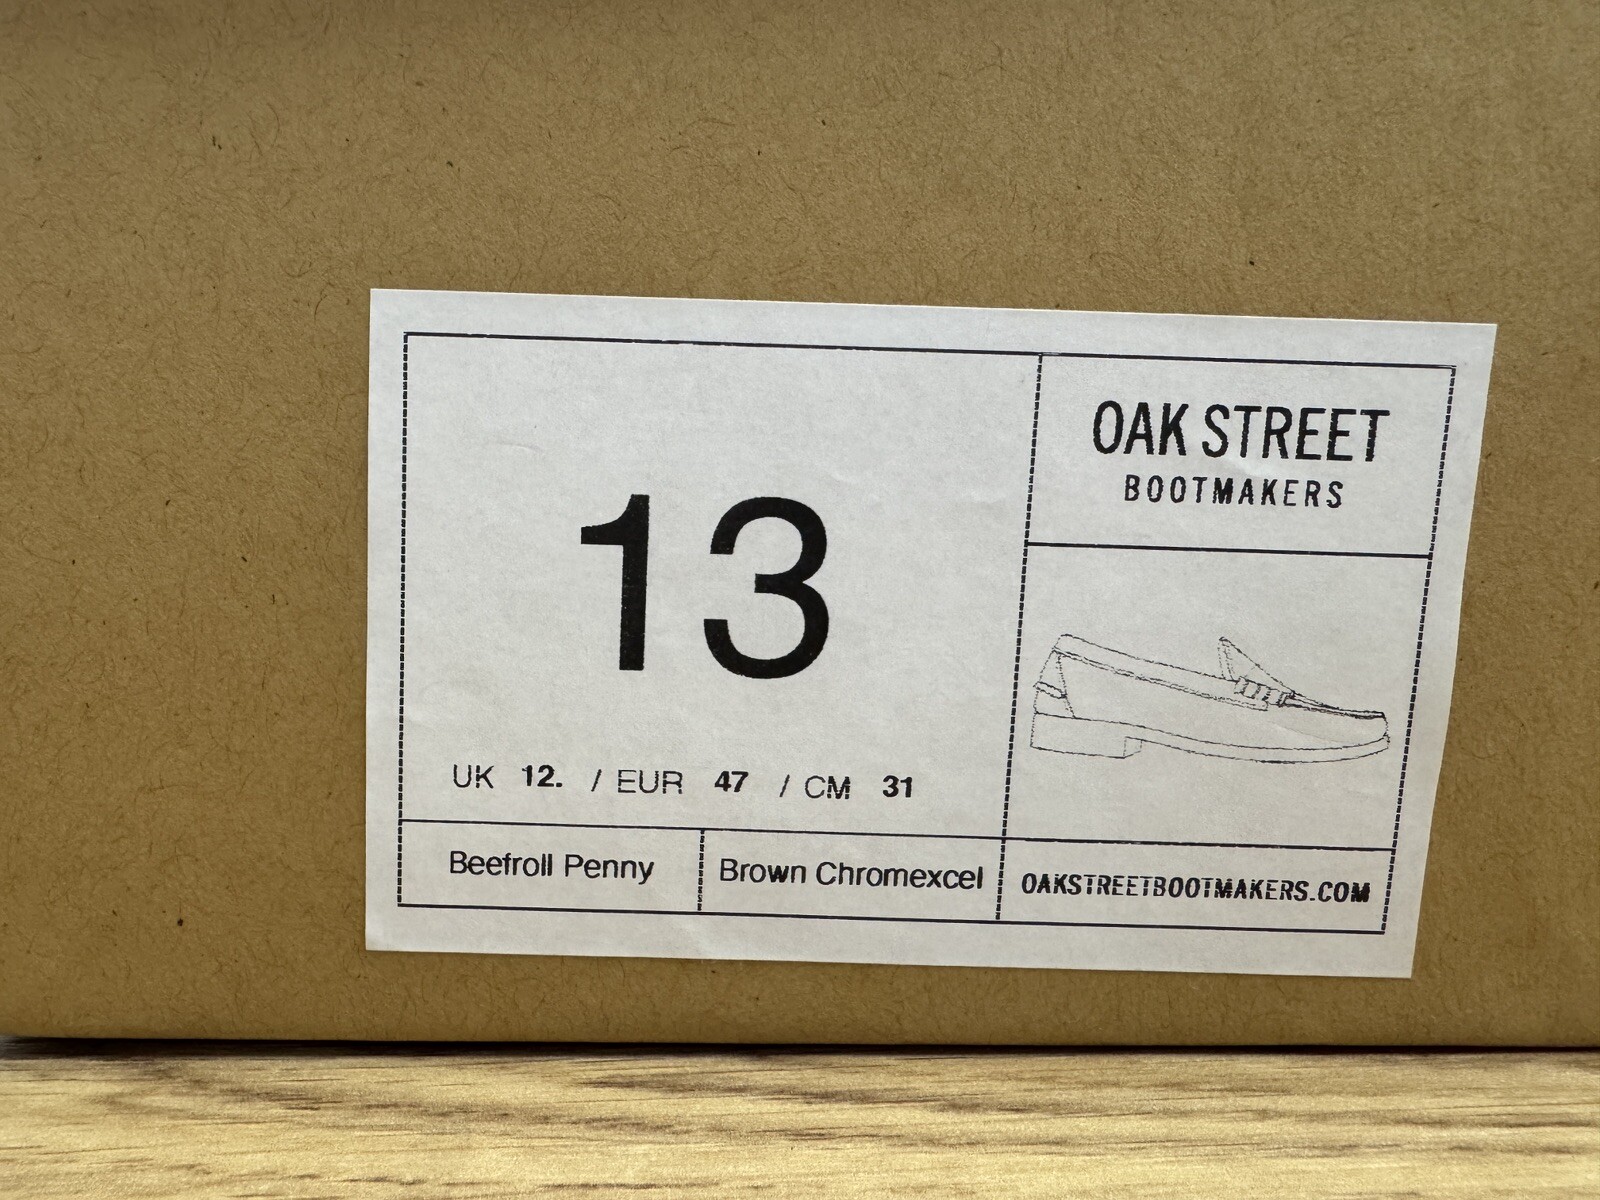 13
UK 12. / EUR 47 / CM 31
Beefroll Penny
Brown Chromexcel
OAK STREET
BOOTMAKERS
OAKSTREETBOOTMAKERS.COM